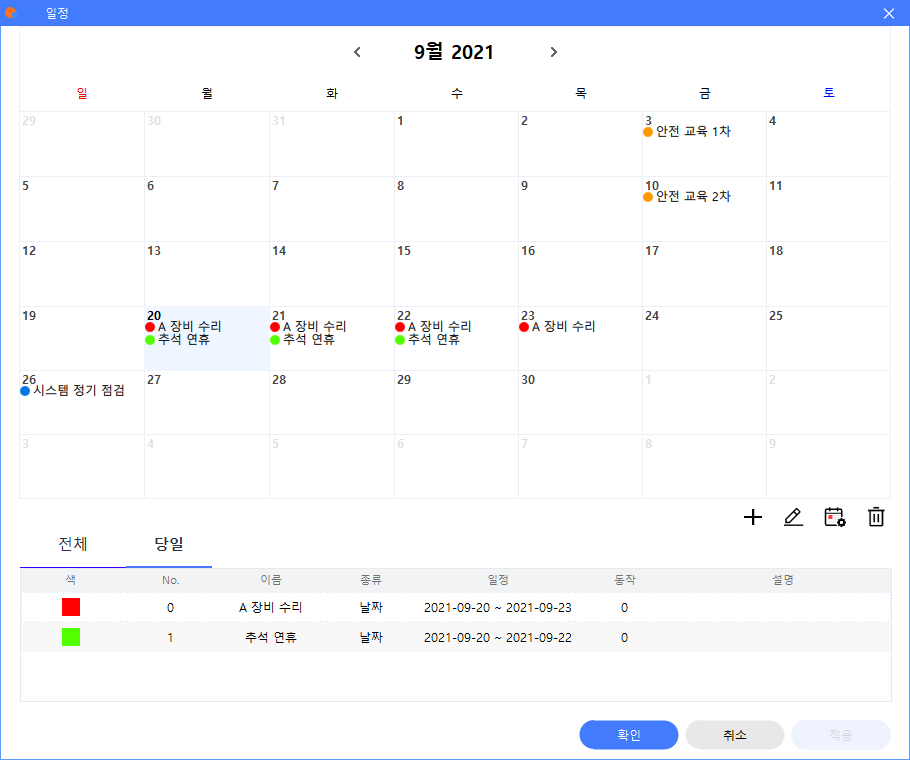 일정
9월 2021
일 월 화 수 목 금 토
29 30 31 1 2 3 4
안전 교육 1차
5 6 7 8 9 10 11
안전 교육 2차
12 13 14 15 16 17 18
19 20 21 22 23 24 25
A 장비 수리 A 장비 수리 A 장비 수리 A 장비 수리
추석 연휴 추석 연휴 추석 연휴
26 27 28 29 30 1 2
시스템 정기 점검
3 4 5 6 7 8 9
전체 당일
색 No. 이름 종류 일정 동작 설명
0 A 장비 수리 날짜 2021-09-20 ~ 2021-09-23 0
1 추석 연휴 날짜 2021-09-20 ~ 2021-09-22 0
확인 취소 적용